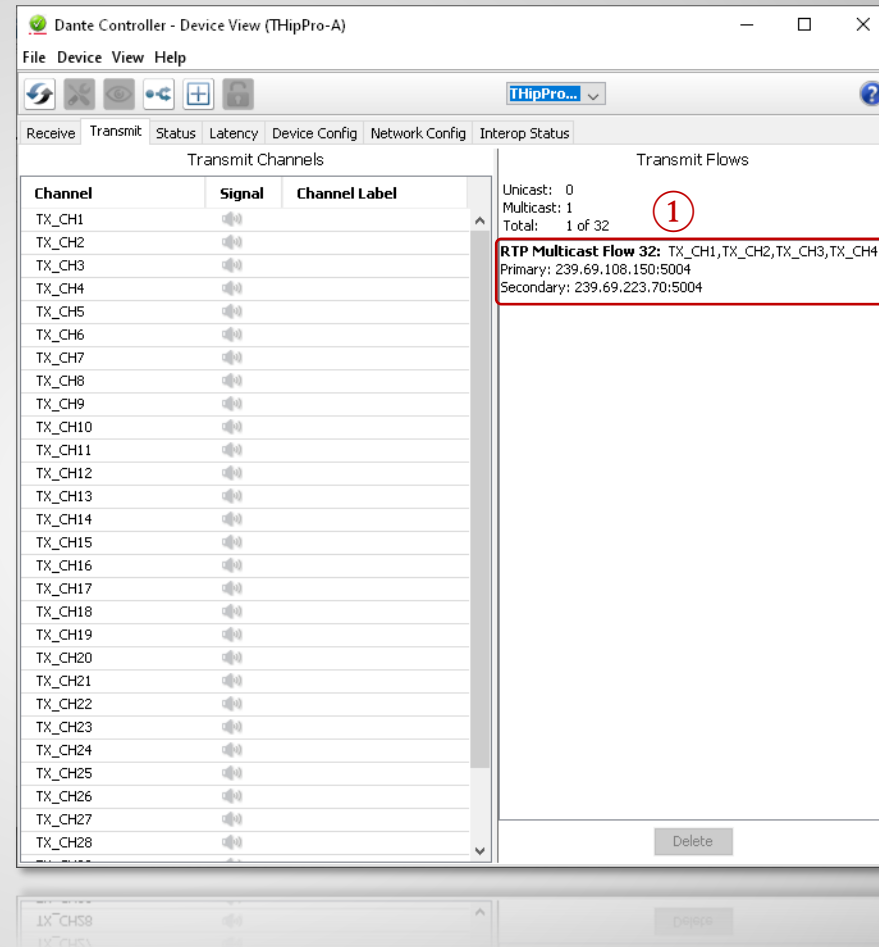 Dante Controller - Device View (THipPro-A)
File Device View Help
THipPro...
Receive Transmit Status Latency Device Config Network Config Interop Status
Transmit Channels
Channel Signal Channel Label
TX_CH1
TX_CH2
TX_CH3
TX_CH4
TX_CH5
TX_CH6
TX_CH7
TX_CH8
TX_CH9
TX_CH10
TX_CH11
TX_CH12
TX_CH13
TX_CH14
TX_CH15
TX_CH16
TX_CH17
TX_CH18
TX_CH19
TX_CH20
TX_CH21
TX_CH22
TX_CH23
TX_CH24
TX_CH25
TX_CH26
TX_CH27
TX_CH28
Transmit Flows
Unicast: 0
Multicast: 1
Total: 1 of 32
1
RTP Multicast Flow 32: TX_CH1,TX_CH2,TX_CH3,TX_CH4
Primary: 239.69.108.150:5004
Secondary: 239.69.223.70:5004
Delete